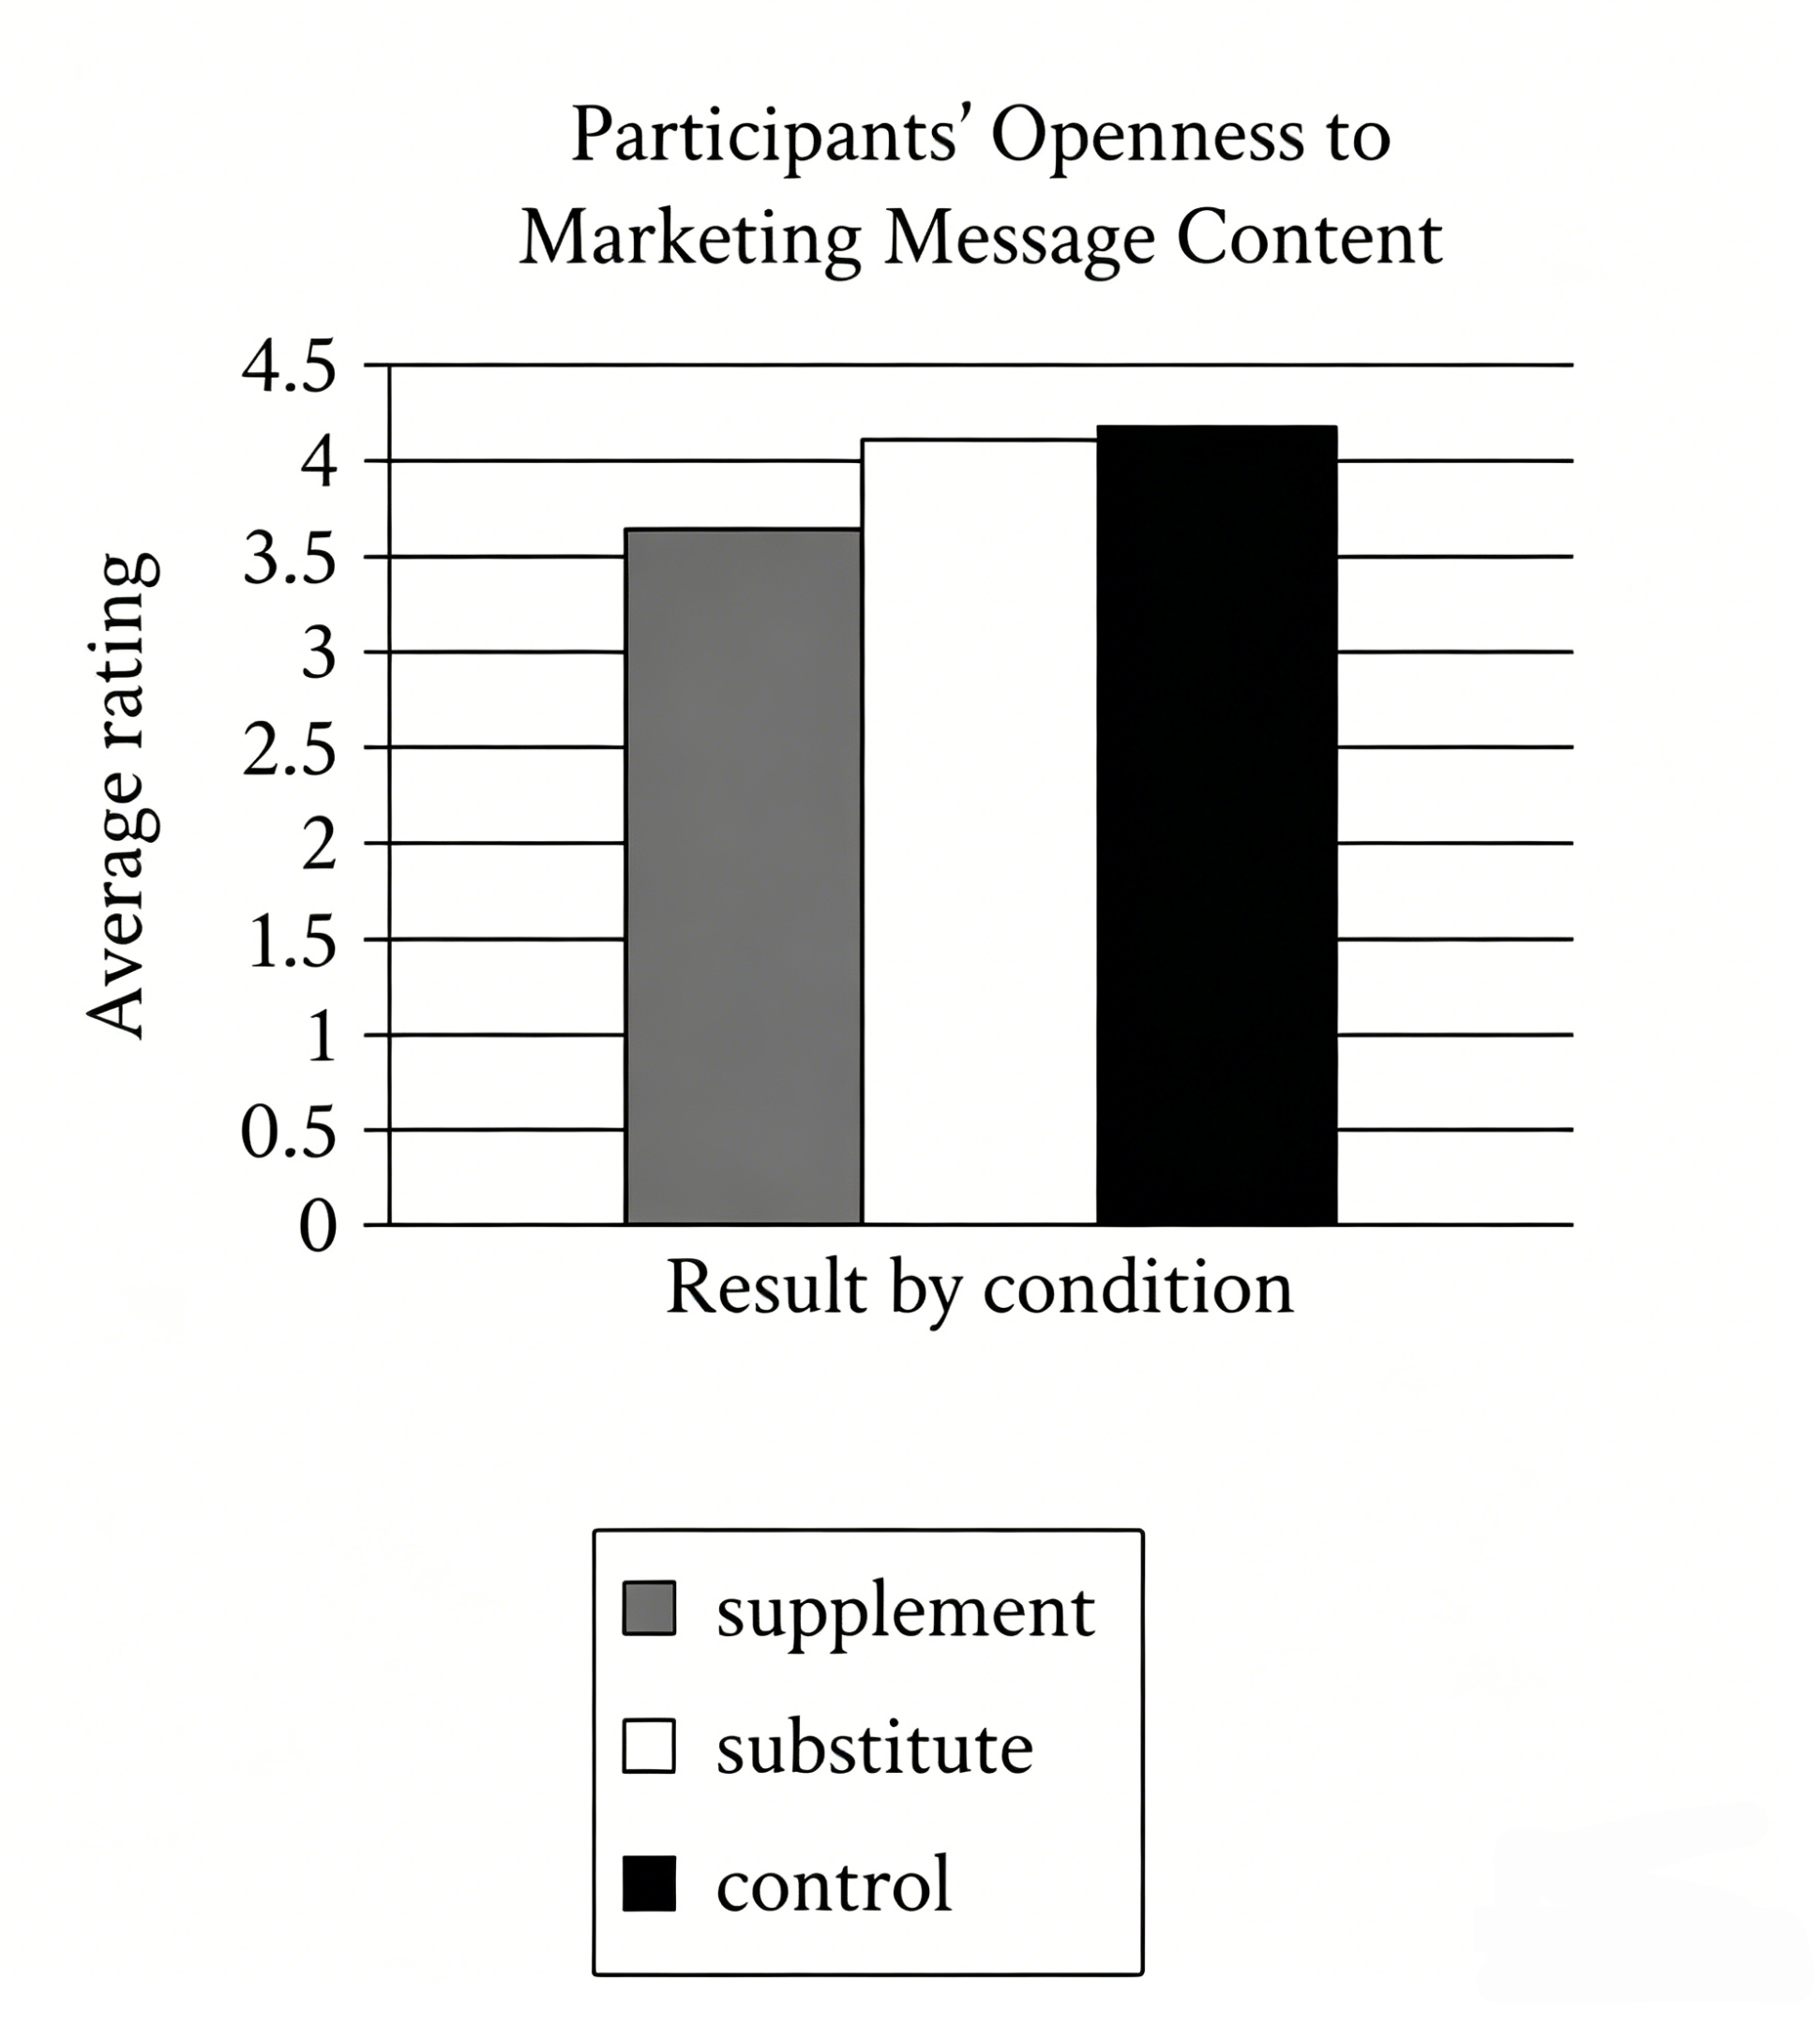 Participants’ Openness to
Marketing Message Content
4.5
4
3.5
3
2.5
2
1.5
1
0.5
0
Average rating
Result by condition
supplement
substitute
control